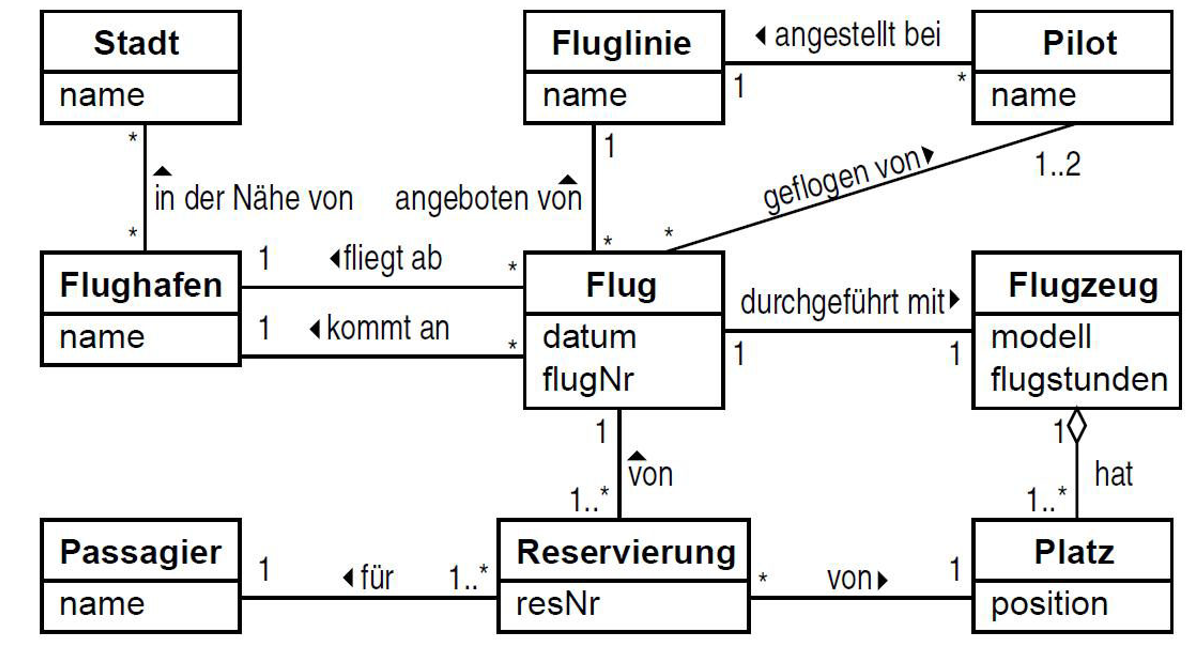 Stadt
name
Fluglinie
name
angestellt bei
1
*
Pilot
name
*
in der Nähe von
*
1
angeboten von
*
geflogen von
1..2
*
Flughafen
name
1
fliegt ab
*
1
kommt an
*
Flug
datum
flugNr
durchgeführt mit
1
1
Flugzeug
modell
flugstunden
1
von
1..*
1
hat
1..*
Passagier
name
1
für
1..*
Reservierung
resNr
*
von
1
Platz
position